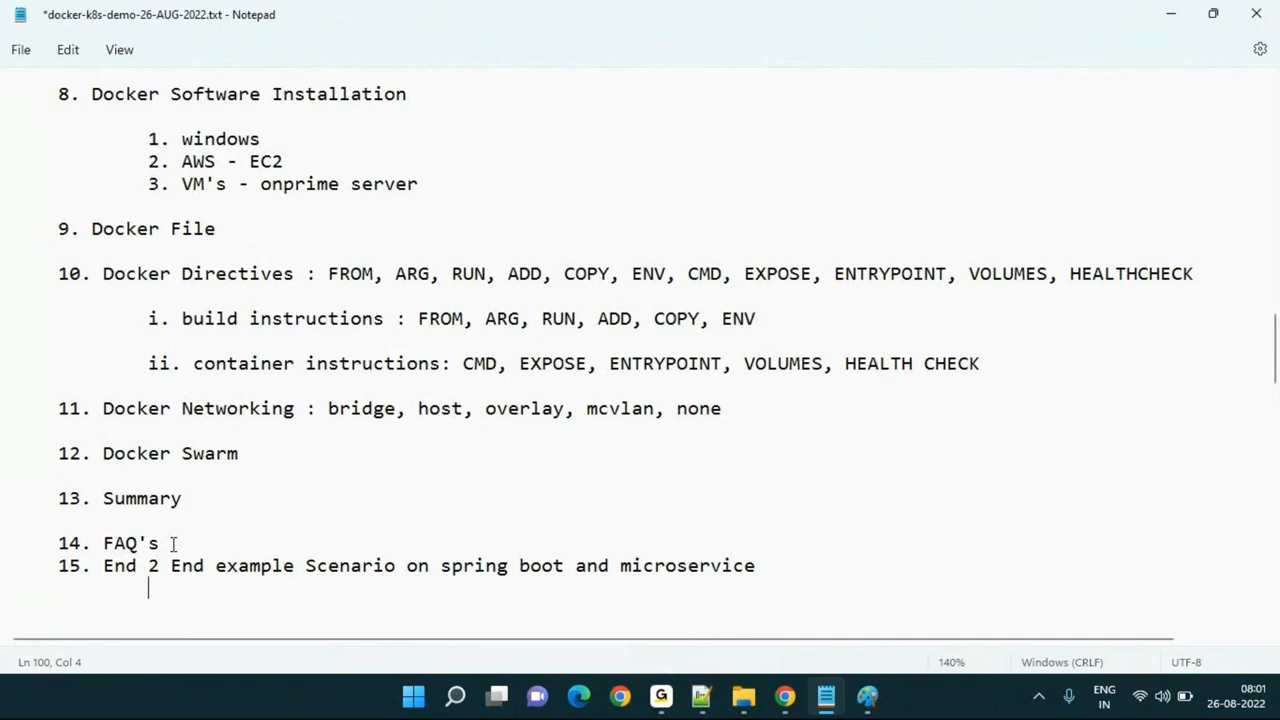 *docker-k8s-demo-26-AUG-2022.txt - Notepad
File Edit View
8. Docker Software Installation
1. windows
2. AWS - EC2
3. VM's - onprime server
9. Docker File
10. Docker Directives : FROM, ARG, RUN, ADD, COPY, ENV, CMD, EXPOSE, ENTRYPOINT, VOLUMES, HEALTHCHECK
i. build instructions : FROM, ARG, RUN, ADD, COPY, ENV
ii. container instructions: CMD, EXPOSE, ENTRYPOINT, VOLUMES, HEALTH CHECK
11. Docker Networking : bridge, host, overlay, mcvlan, none
12. Docker Swarm
13. Summary
14. FAQ's
15. End 2 End example Scenario on spring boot and microservice
Ln 100, Col 4 140% Windows (CRLF) UTF-8
ENG 08:01
IN 26-08-2022